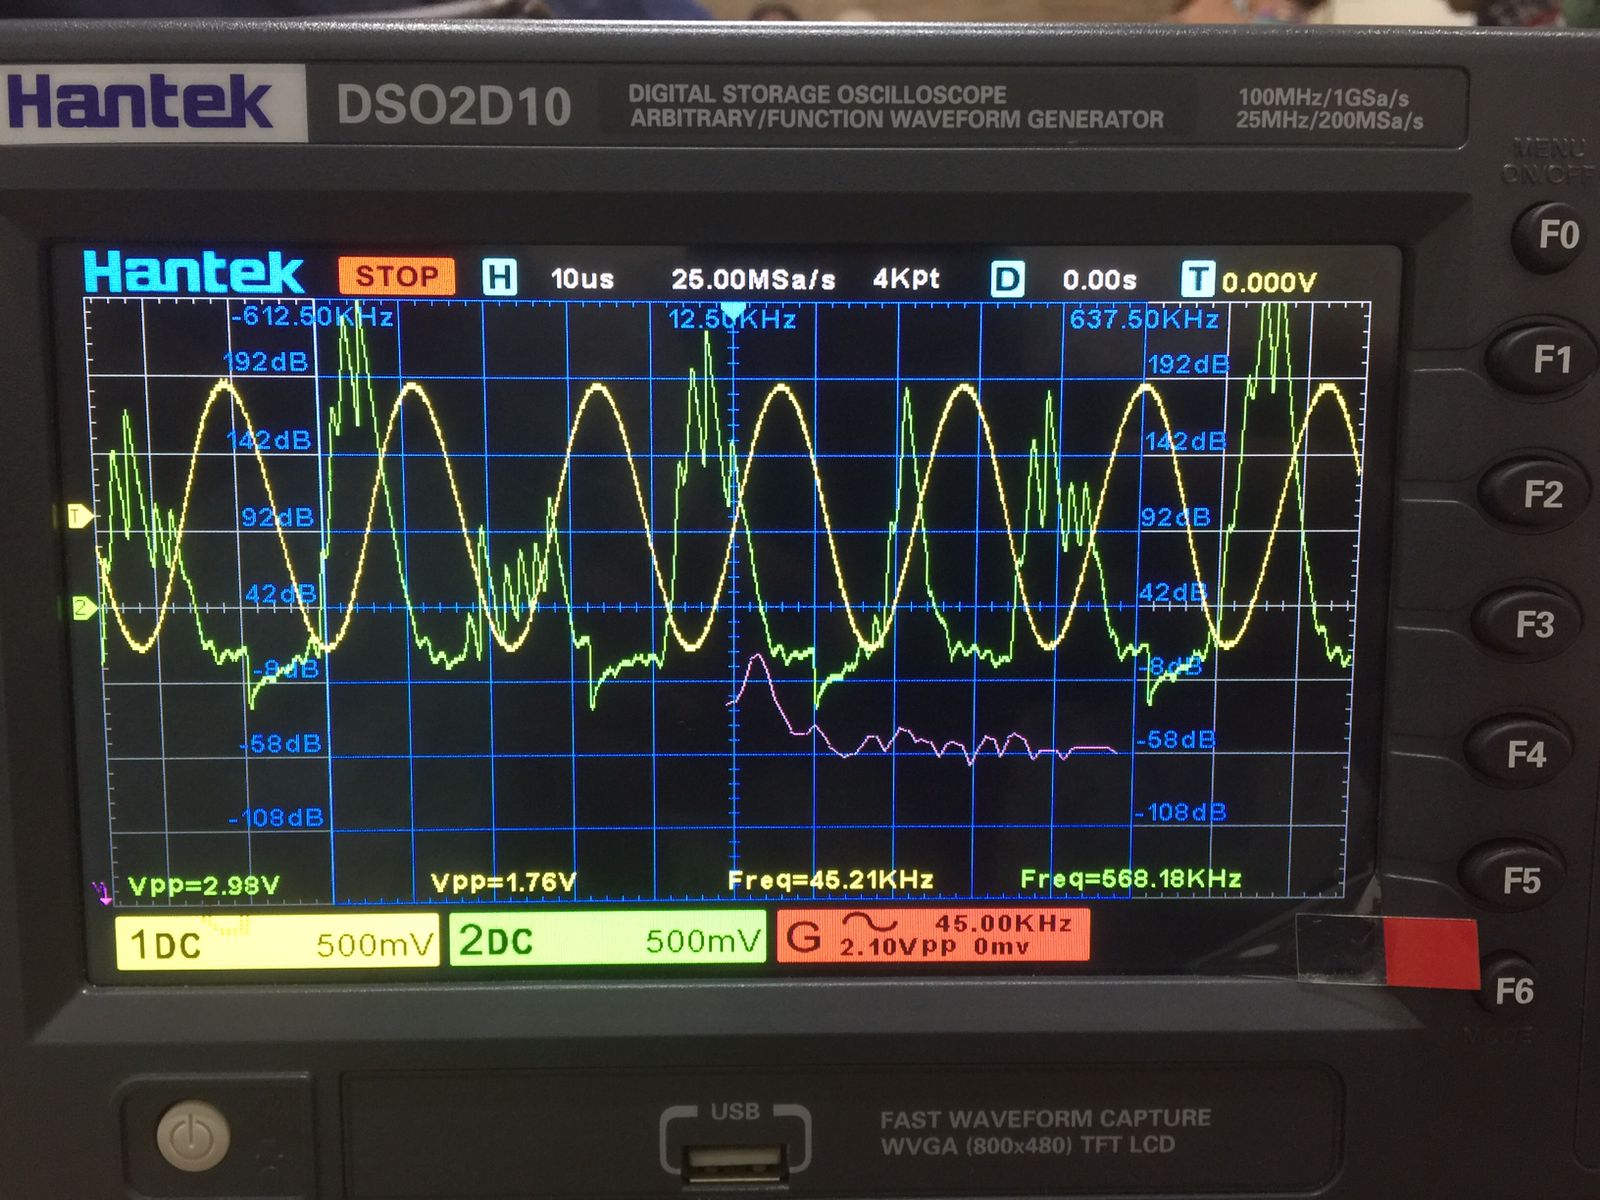 Hantek DSO2D10 DIGITAL STORAGE OSCILLOSCOPE 100MHz/1GSa/s
ARBITRARY/FUNCTION WAVEFORM GENERATOR 25MHz/200MSa/s
MENU
ON/OFF
F0
Hantek STOP H 10us 25.00MSa/s 4Kpt D 0.00s T 0.000V
-612.50KHz 12.50KHz 637.50KHz
192dB 192dB
F1
142dB 142dB
F2
T 92dB 92dB
2 42dB 42dB
F3
-8dB -8dB
-58dB -58dB
F4
-108dB -108dB
Vpp=2.98V Vpp=1.76V Freq=45.21KHz Freq=568.18KHz
F5
1DC 500mV 2DC 500mV G 45.00KHz
2.10Vpp 0mv
F6
MODE
USB FAST WAVEFORM CAPTURE
WVGA (800x480) TFT LCD